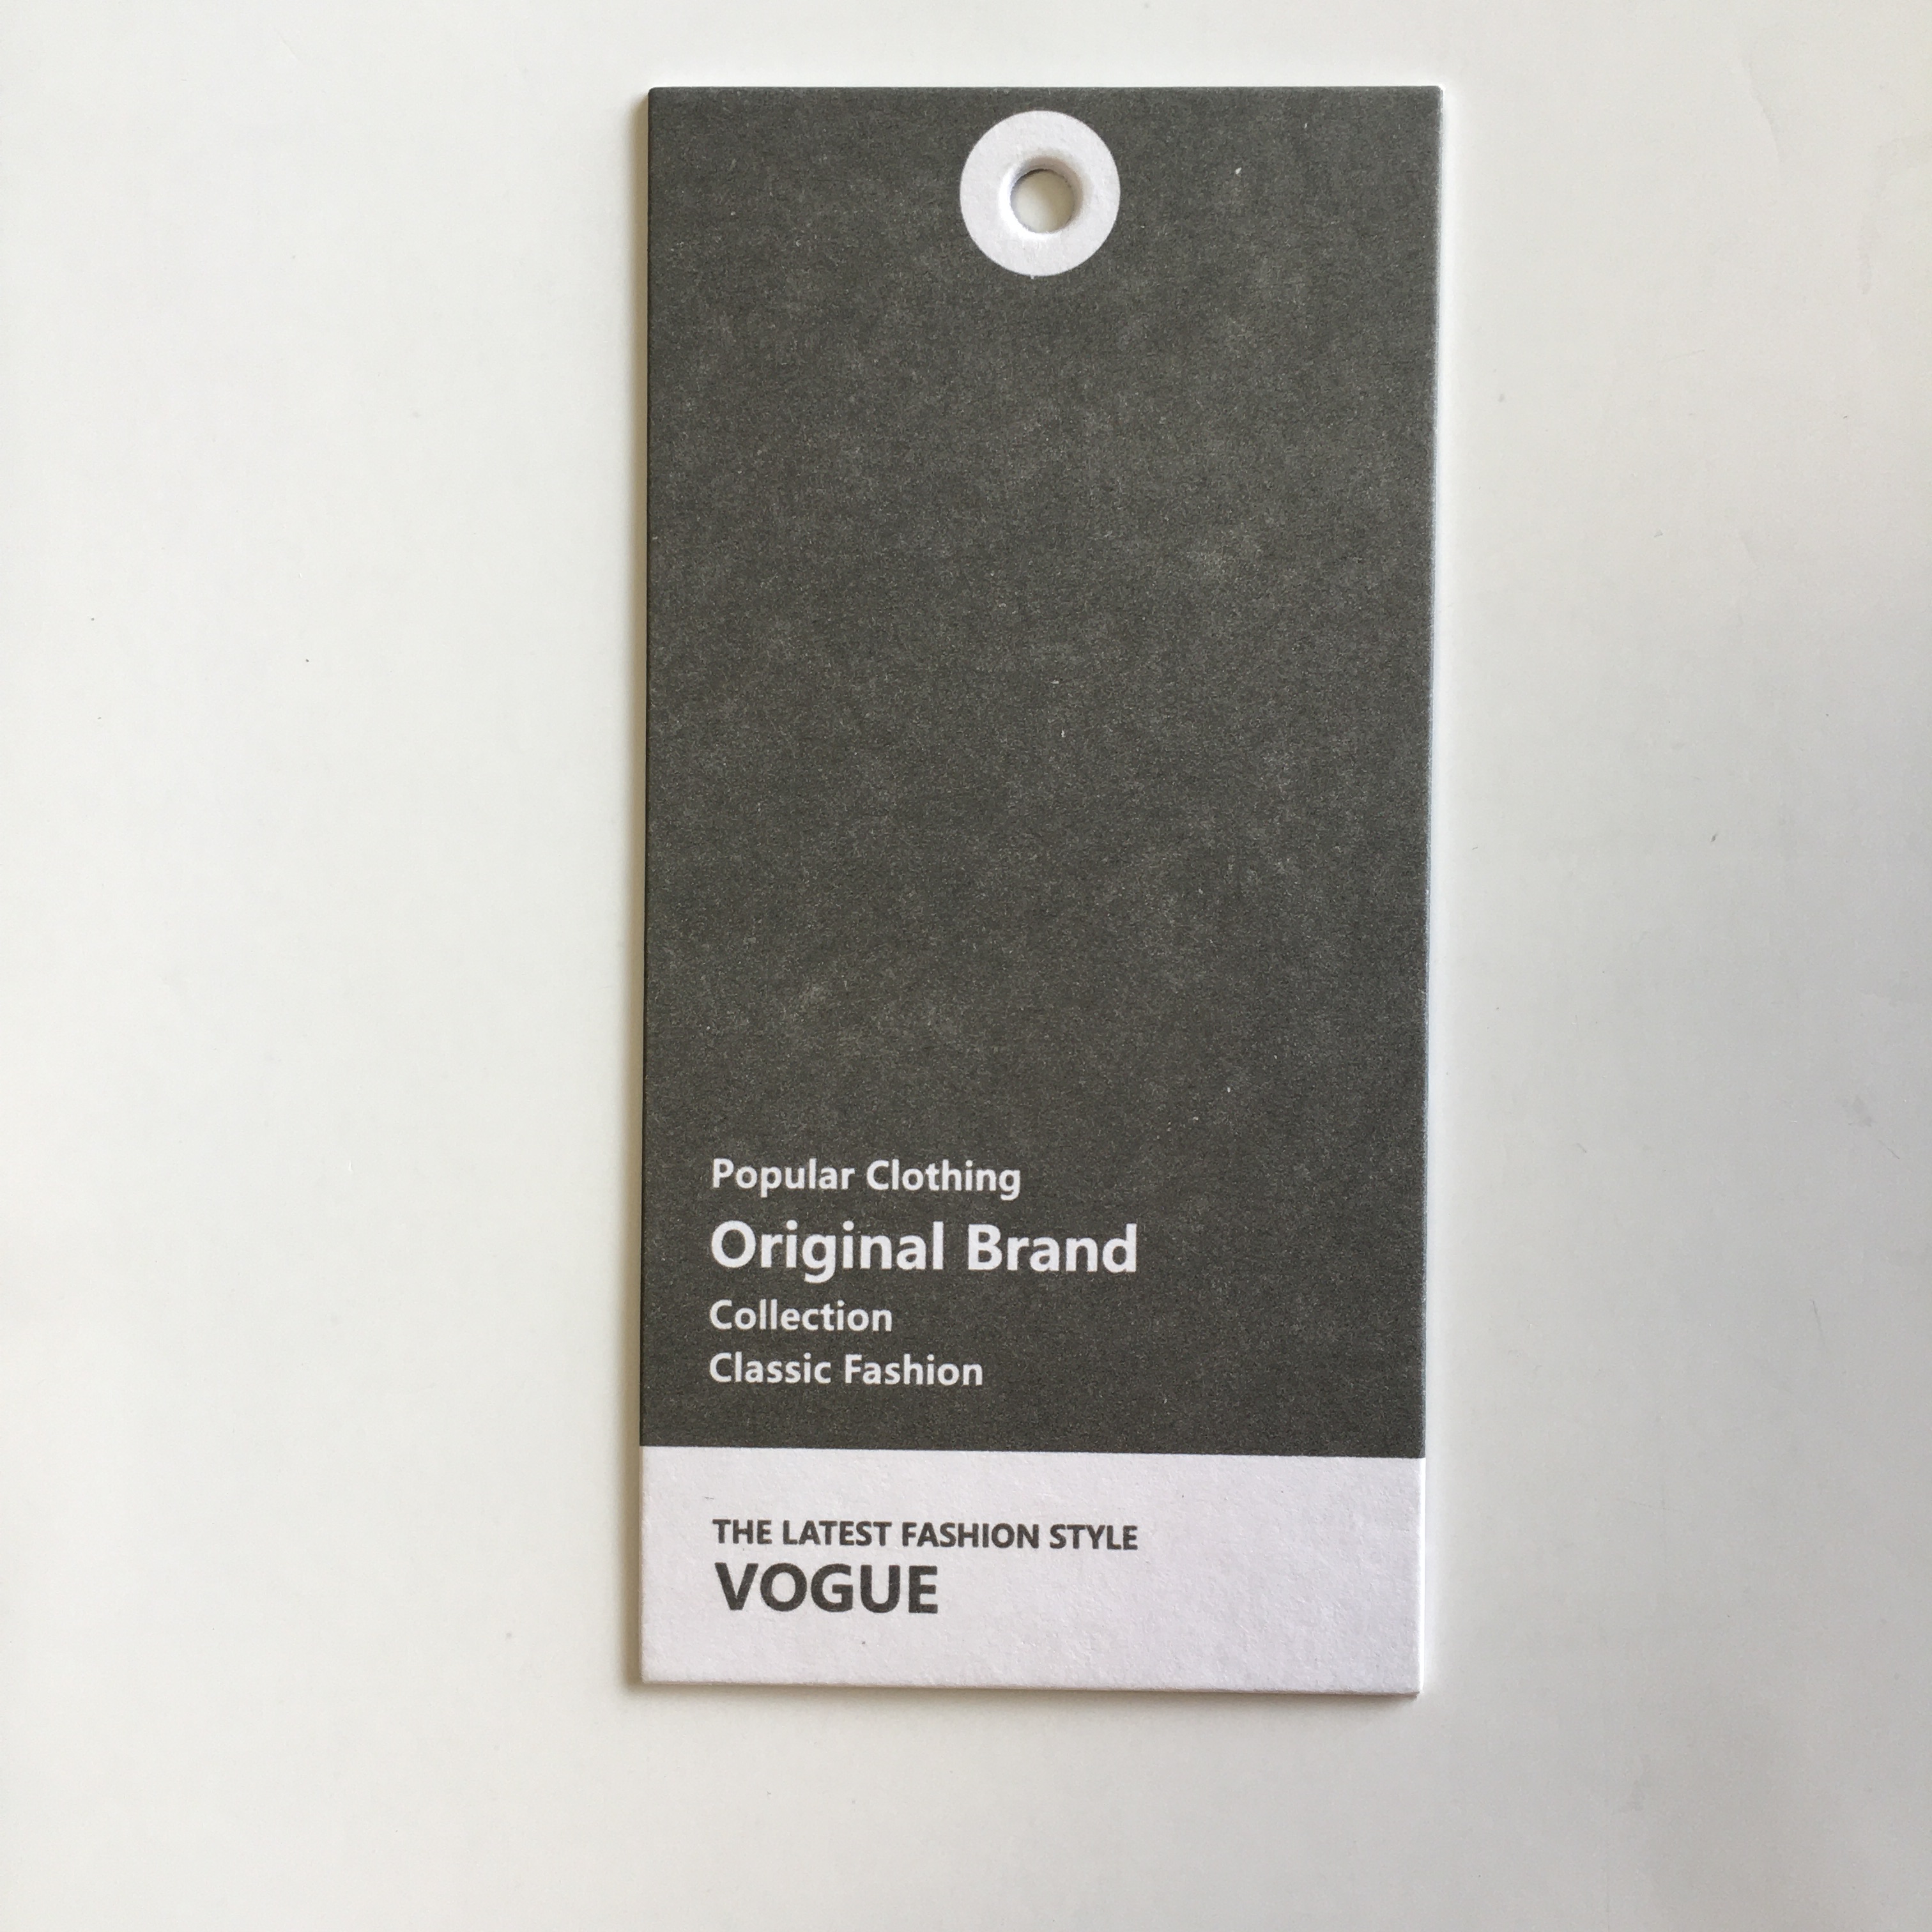 Popular Clothing
Original Brand
Collection
Classic Fashion
THE LATEST FASHION STYLE
VOGUE